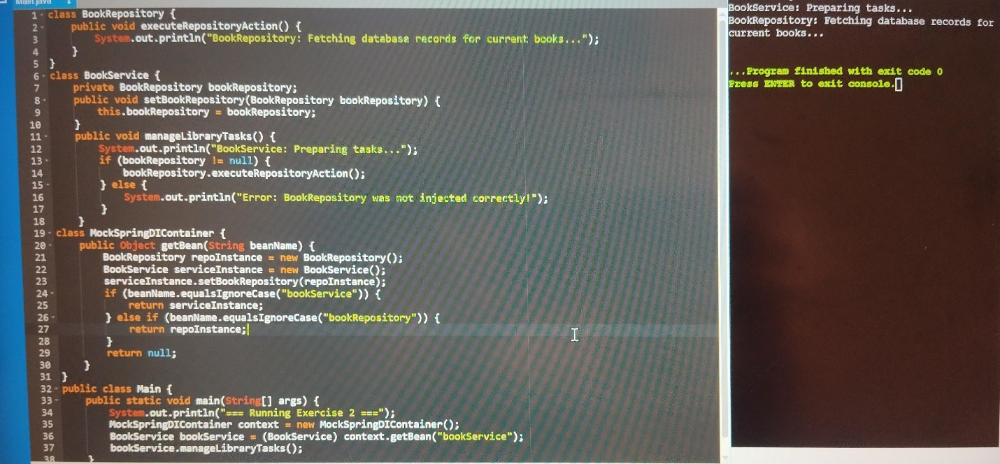 Main.java
1 class BookRepository {
2 public void executeRepositoryAction() {
3 System.out.println("BookRepository: Fetching database records for current books...");
4 }
5 }
6 class BookService {
7 private BookRepository bookRepository;
8 public void setBookRepository(BookRepository bookRepository) {
9 this.bookRepository = bookRepository;
10 }
11 public void manageLibraryTasks() {
12 System.out.println("BookService: Preparing tasks...");
13 if (bookRepository != null) {
14 bookRepository.executeRepositoryAction();
15 } else {
16 System.out.println("Error: BookRepository was not injected correctly!");
17 }
18 }
19 class MockSpringDIContainer {
20 public Object getBean(String beanName) {
21 BookRepository repoInstance = new BookRepository();
22 BookService serviceInstance = new BookService();
23 serviceInstance.setBookRepository(repoInstance);
24 if (beanName.equalsIgnoreCase("bookService")) {
25 return serviceInstance;
26 } else if (beanName.equalsIgnoreCase("bookRepository")) {
27 return repoInstance;
28 }
29 return null;
30 }
31 }
32 public class Main {
33 public static void main(String[] args) {
34 System.out.println("=== Running Exercise 2 ===");
35 MockSpringDIContainer context = new MockSpringDIContainer();
36 BookService bookService = (BookService) context.getBean("bookService");
37 bookService.manageLibraryTasks();
38 }
BookService: Preparing tasks...
BookRepository: Fetching database records for
current books...
...Program finished with exit code 0
Press ENTER to exit console.